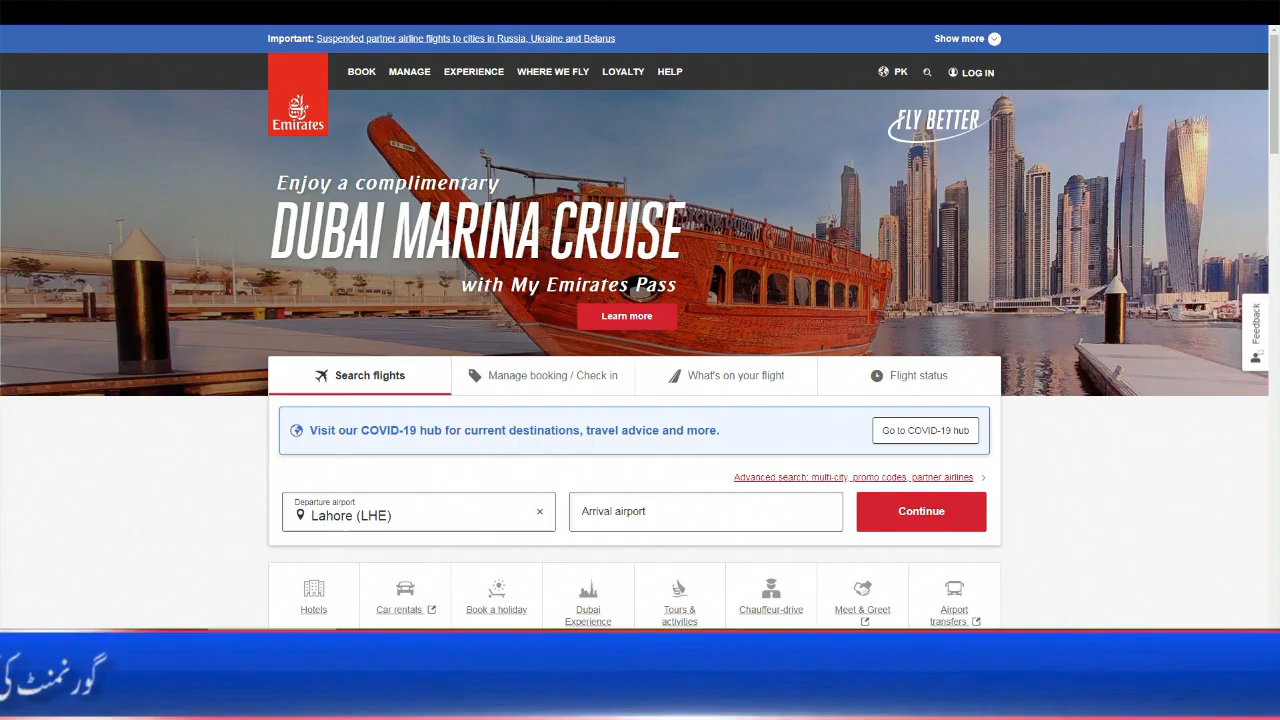 Important: Suspended partner airline flights to cities in Russia, Ukraine and Belarus
Show more
BOOK MANAGE EXPERIENCE WHERE WE FLY LOYALTY HELP
PK
LOG IN
Emirates
FLY BETTER
Enjoy a complimentary
DUBAI MARINA CRUISE
with My Emirates Pass
Learn more
Feedback
Search flights
Manage booking / Check in
What's on your flight
Flight status
Visit our COVID-19 hub for current destinations, travel advice and more.
Go to COVID-19 hub
Advanced search: multi-city, promo codes, partner airlines
Departure airport
Lahore (LHE)
Arrival airport
Continue
Hotels
Car rentals
Book a holiday
Dubai
Experience
Tours &
activities
Chauffeur-drive
Meet & Greet
Airport
transfers
گورنمنٹ کی